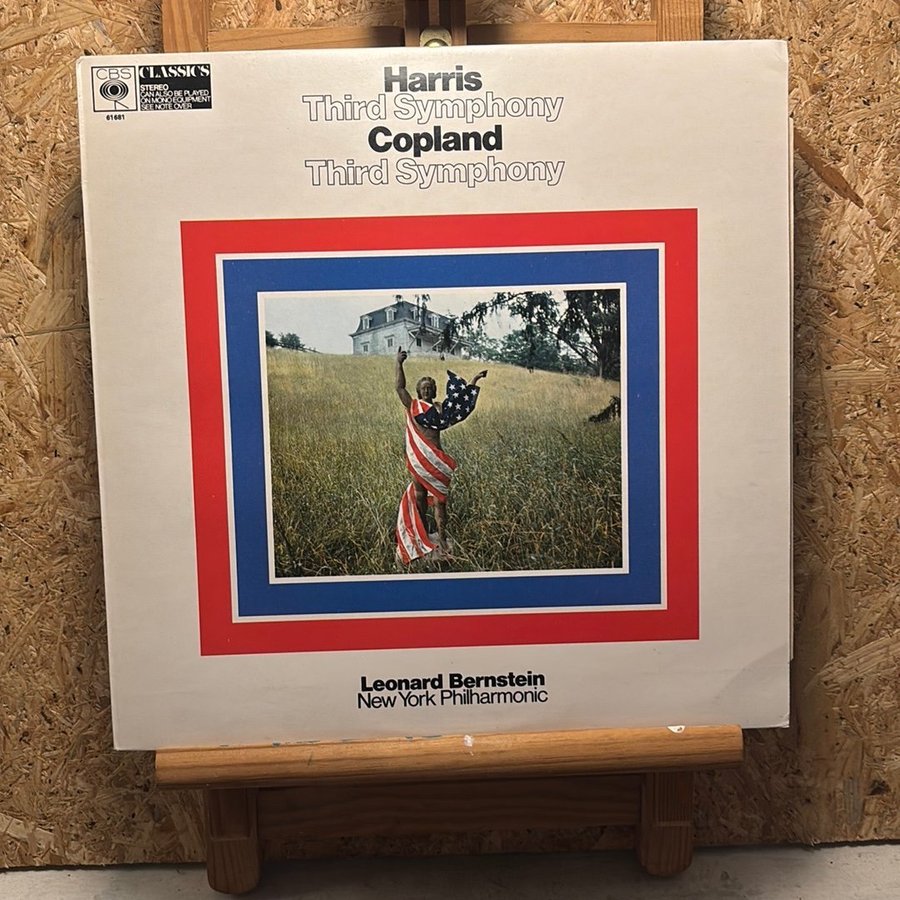 CBS
CLASSICS
STEREO
CAN ALSO BE PLAYED
ON MONO EQUIPMENT
SEE NOTE OVER
61681
Harris
Third Symphony
Copland
Third Symphony
Leonard Bernstein
New York Philharmonic